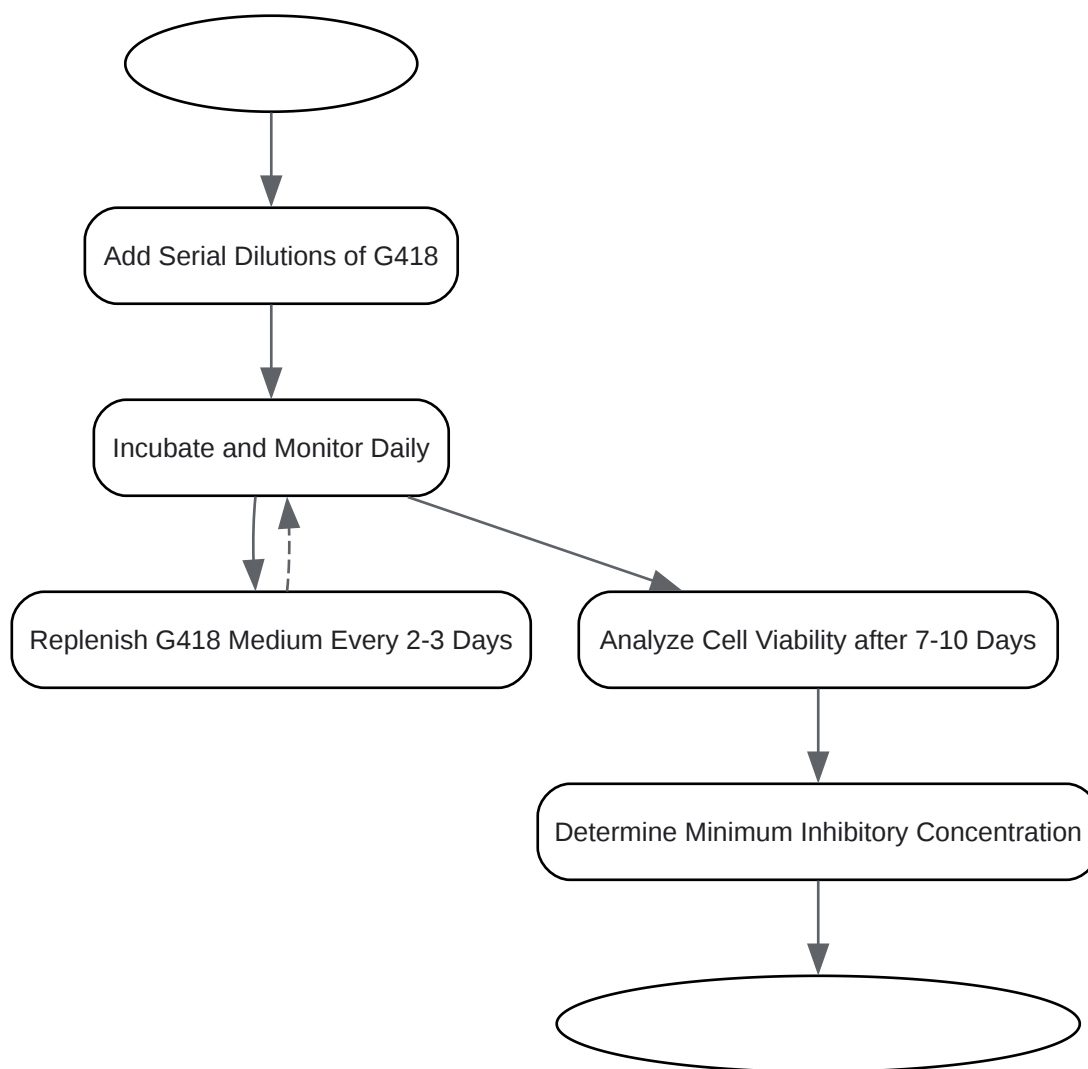 Add Serial Dilutions of G418
Incubate and Monitor Daily
Replenish G418 Medium Every 2-3 Days
Analyze Cell Viability after 7-10 Days
Determine Minimum Inhibitory Concentration